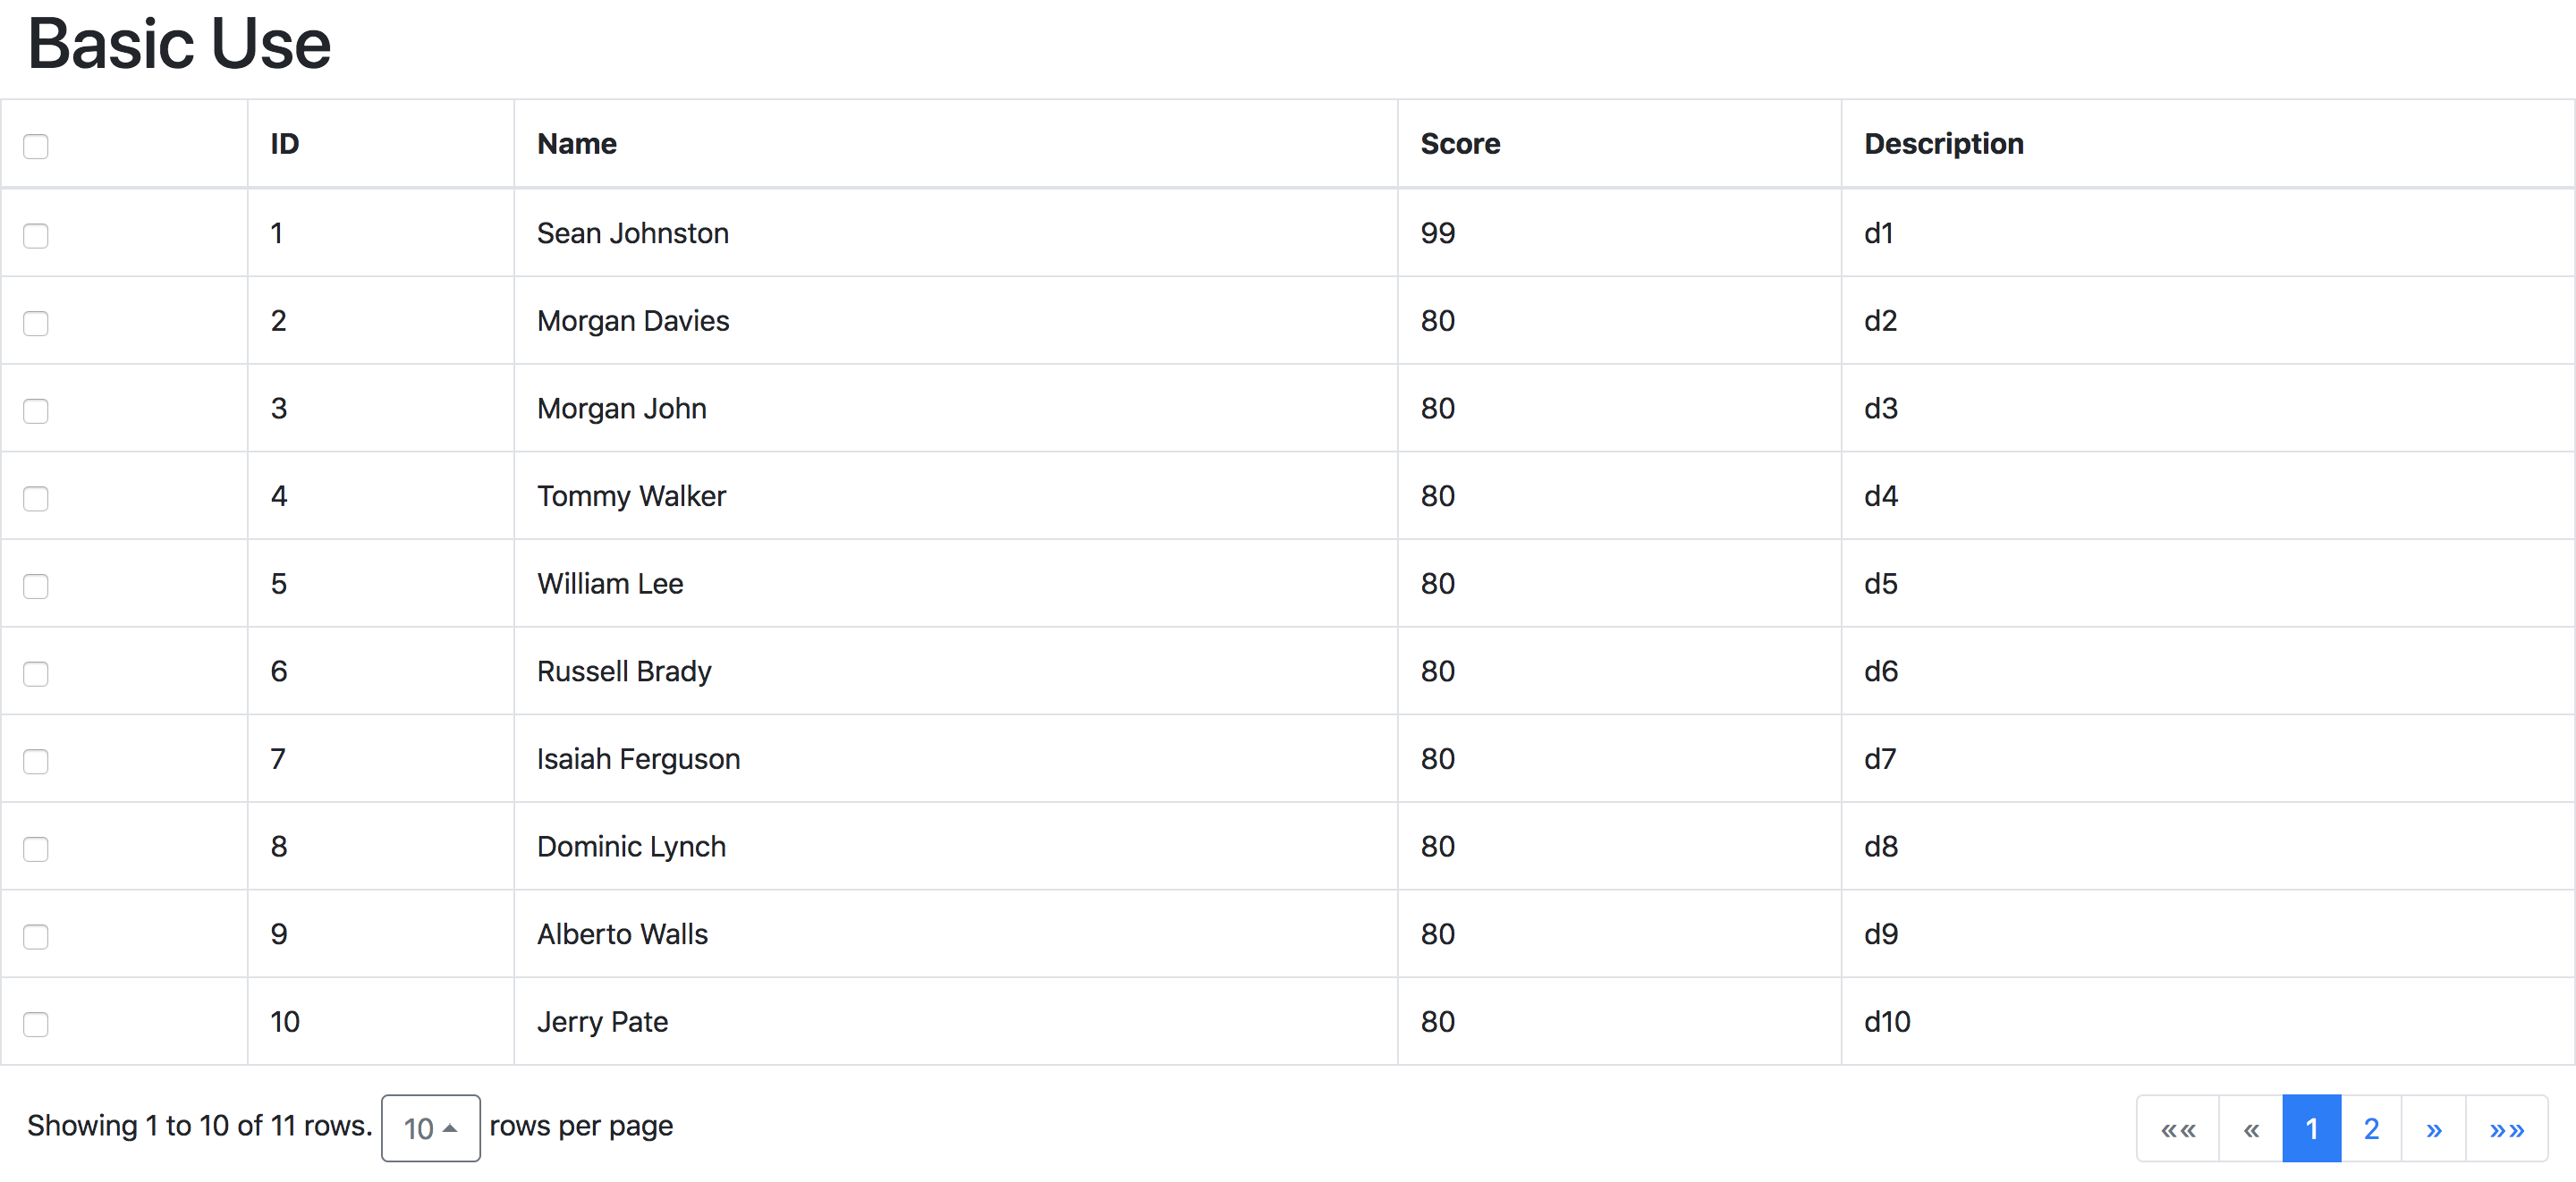 Basic Use
ID Name Score Description
1 Sean Johnston 99 d1
2 Morgan Davies 80 d2
3 Morgan John 80 d3
4 Tommy Walker 80 d4
5 William Lee 80 d5
6 Russell Brady 80 d6
7 Isaiah Ferguson 80 d7
8 Dominic Lynch 80 d8
9 Alberto Walls 80 d9
10 Jerry Pate 80 d10
Showing 1 to 10 of 11 rows. 10 rows per page «« « 1 2 » »»